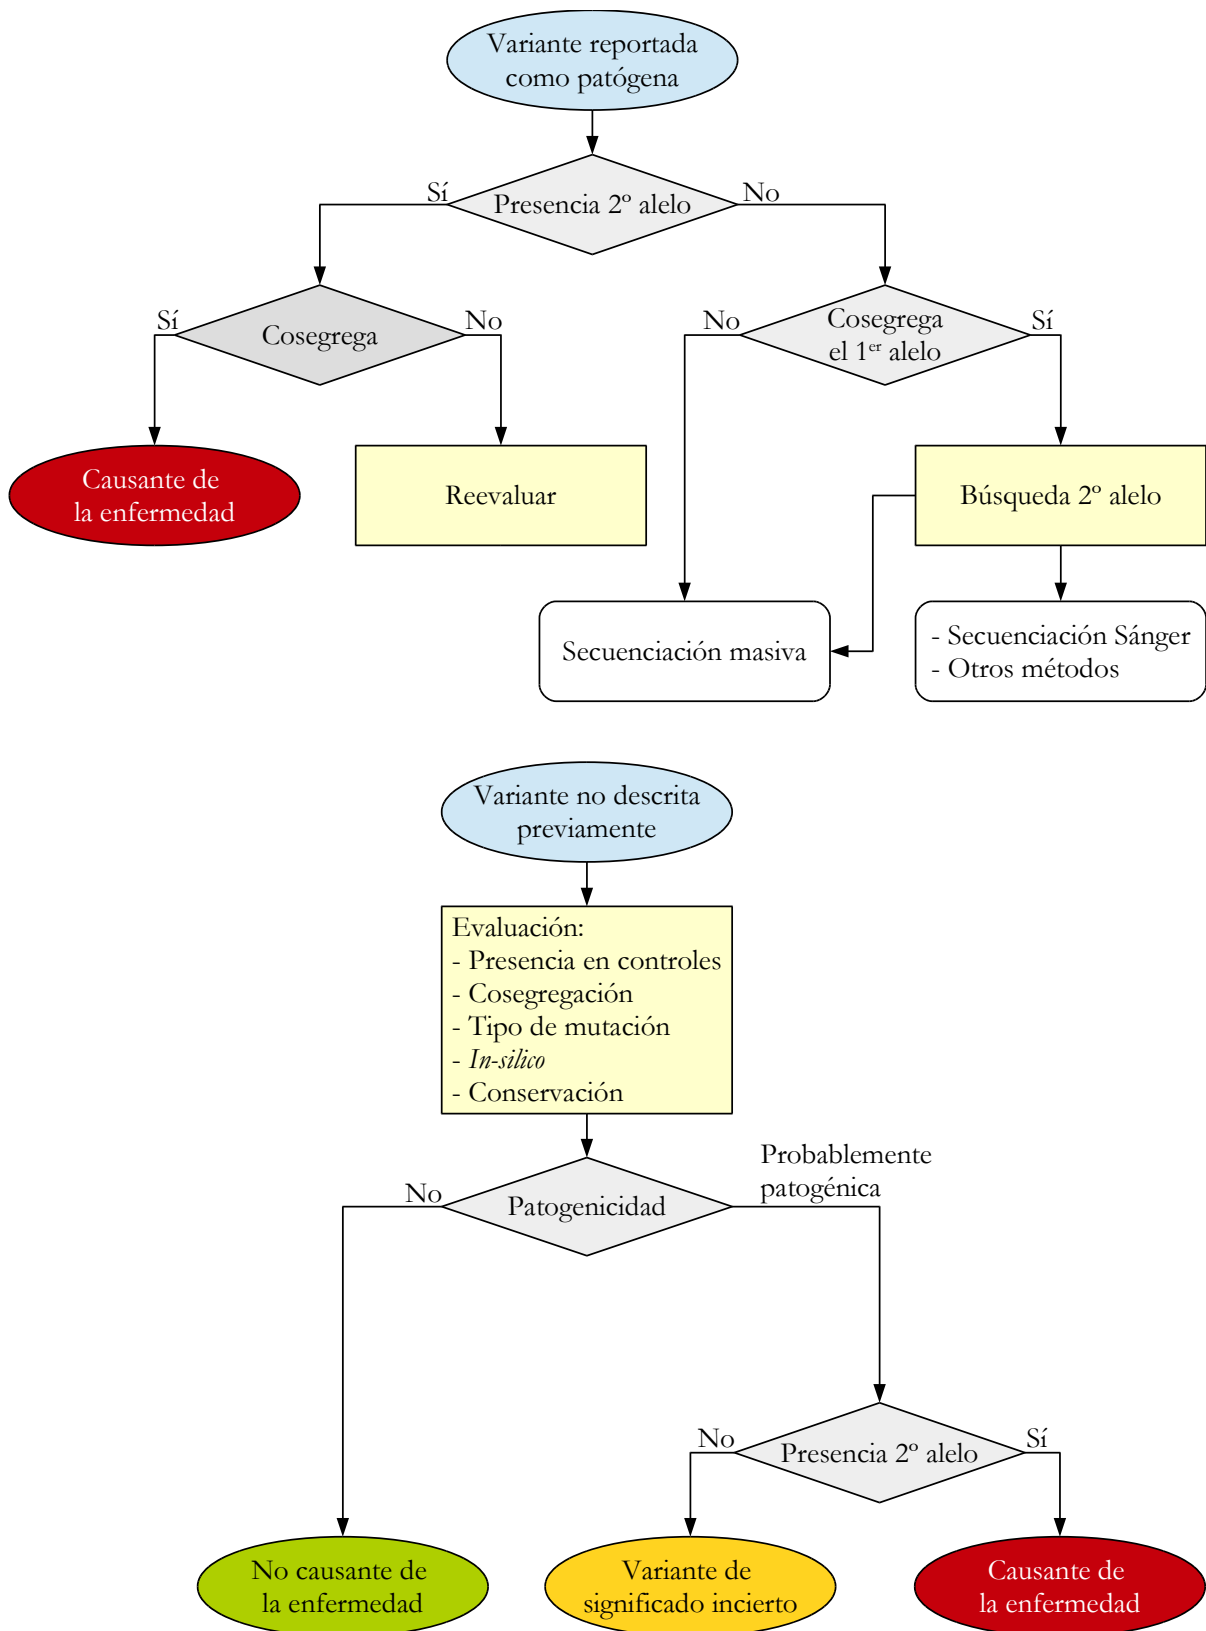 Variante reportada
como patógena
Sí
Presencia 2º alelo
No
Sí
Cosegrega
No
No
Cosegrega
el 1er alelo
Sí
Causante de
la enfermedad
Reevaluar
Búsqueda 2º alelo
Secuenciación masiva
- Secuenciación Sánger
- Otros métodos
Variante no descrita
previamente
Evaluación:
- Presencia en controles
- Cosegregación
- Tipo de mutación
- In-silico
- Conservación
No
Patogenicidad
Probablemente
patogénica
No
Presencia 2º alelo
Sí
No causante de
la enfermedad
Variante de
significado incierto
Causante de
la enfermedad